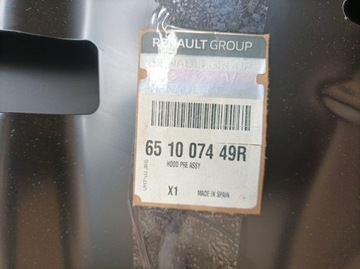 RENAULT GROUP
65 10 074 49R
HOOD PRE ASSY
X1
MADE IN SPAIN